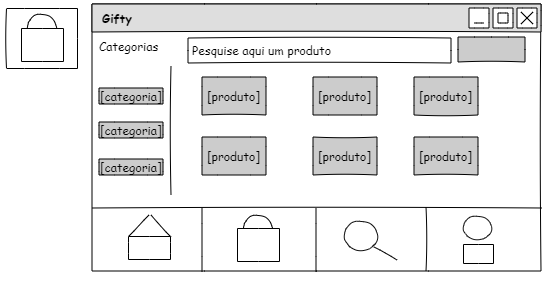 Gifty
Categorias
Pesquise aqui um produto
[categoria]
[categoria]
[categoria]
[produto] [produto] [produto]
[produto] [produto] [produto]